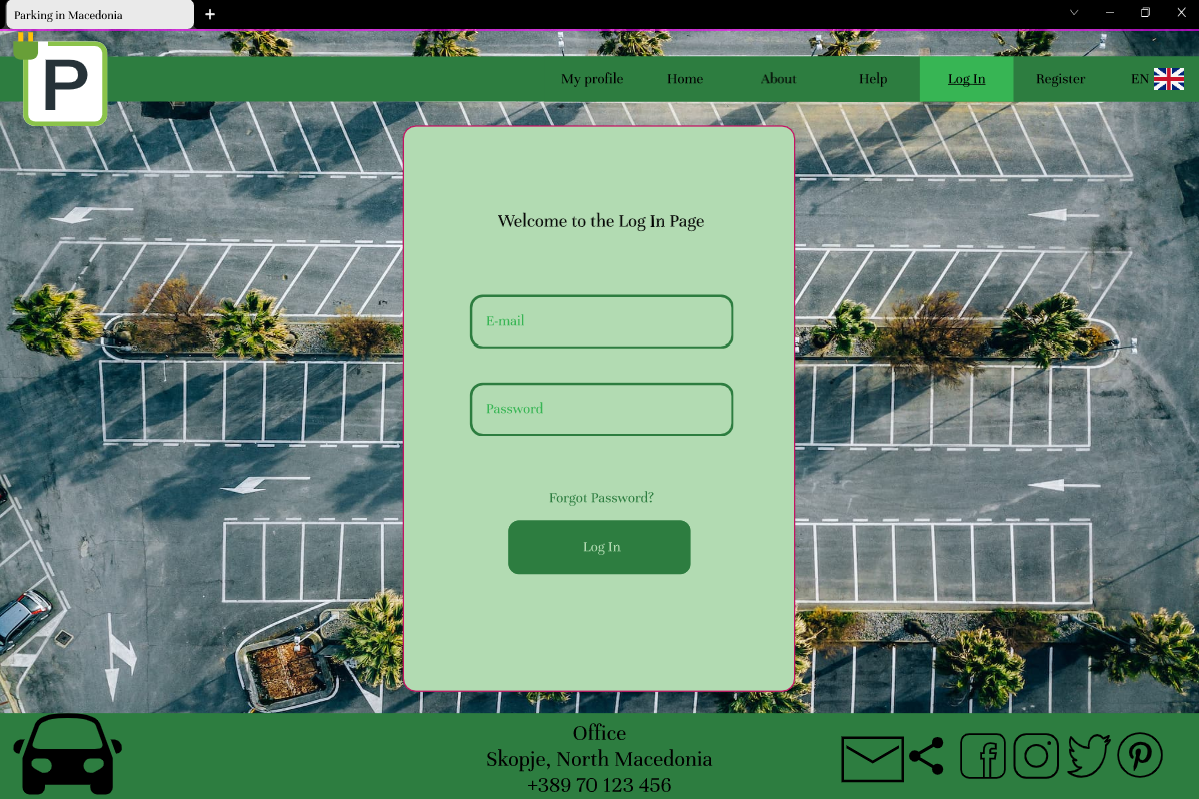 Parking in Macedonia
P
My profile Home About Help Log In Register EN
Welcome to the Log In Page
E-mail
Password
Forgot Password?
Log In
Office
Skopje, North Macedonia
+389 70 123 456